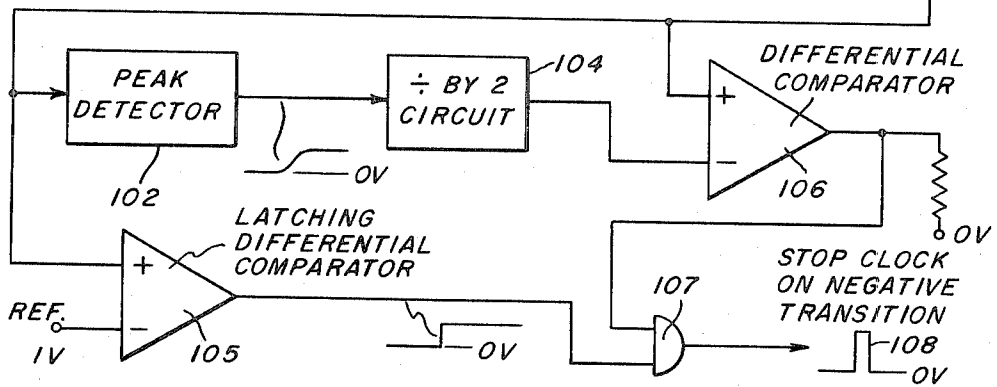 PEAK
DETECTOR
102
0V
÷ BY 2
CIRCUIT
104
DIFFERENTIAL
COMPARATOR
+
−
106
0V
LATCHING
DIFFERENTIAL
COMPARATOR
+
−
105
REF.
1V
0V
107
STOP CLOCK
ON NEGATIVE
TRANSITION
108
0V